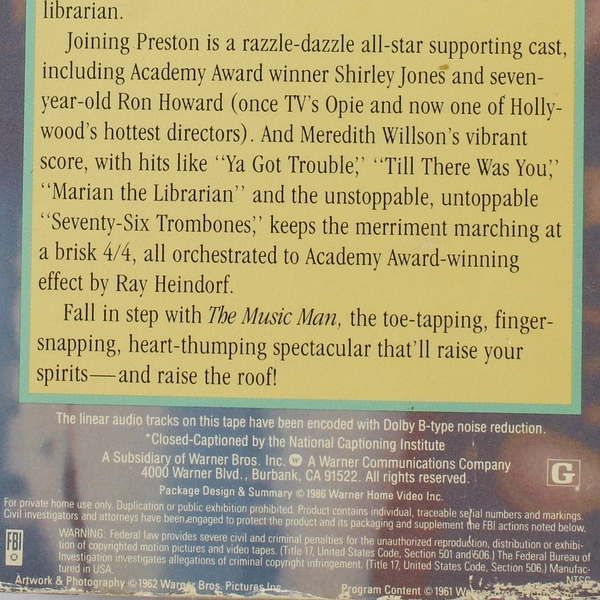 librarian.
Joining Preston is a razzle-dazzle all-star supporting cast,
including Academy Award winner Shirley Jones and seven-
year-old Ron Howard (once TV's Opie and now one of Holly-
wood's hottest directors). And Meredith Willson's vibrant
score, with hits like “Ya Got Trouble,” “Till There Was You,”
“Marian the Librarian” and the unstoppable, untoppable
“Seventy-Six Trombones,” keeps the merriment marching at
a brisk 4/4, all orchestrated to Academy Award-winning
effect by Ray Heindorf.
Fall in step with The Music Man, the toe-tapping, finger-
snapping, heart-thumping spectacular that'll raise your
spirits—and raise the roof!
The linear audio tracks on this tape have been encoded with Dolby B-type noise reduction.
*Closed-Captioned by the National Captioning Institute
A Subsidiary of Warner Bros. Inc. W A Warner Communications Company
4000 Warner Blvd., Burbank, CA 91522. All rights reserved.
G
Package Design & Summary © 1986 Warner Home Video Inc.
For private home use only. Duplication or public exhibition prohibited. Product contains individual, traceable serial numbers and markings.
Civil investigators and attorneys have been engaged to protect the product and its packaging and supplement the FBI actions noted below.
FBI
WARNING: Federal law provides severe civil and criminal penalties for the unauthorized reproduction, distribution or exhibi-
tion of copyrighted motion pictures and video tapes. (Title 17, United States Code, Section 501 and 506.) The Federal Bureau of
Investigation investigates allegations of criminal copyright infringement. (Title 17, United States Code, Section 506.) Manufac-
tured in USA
NTSC
Artwork & Photography © 1962 Warner Bros. Pictures Inc.
Program Content © 1961 Warner Bros. Pictures Inc.